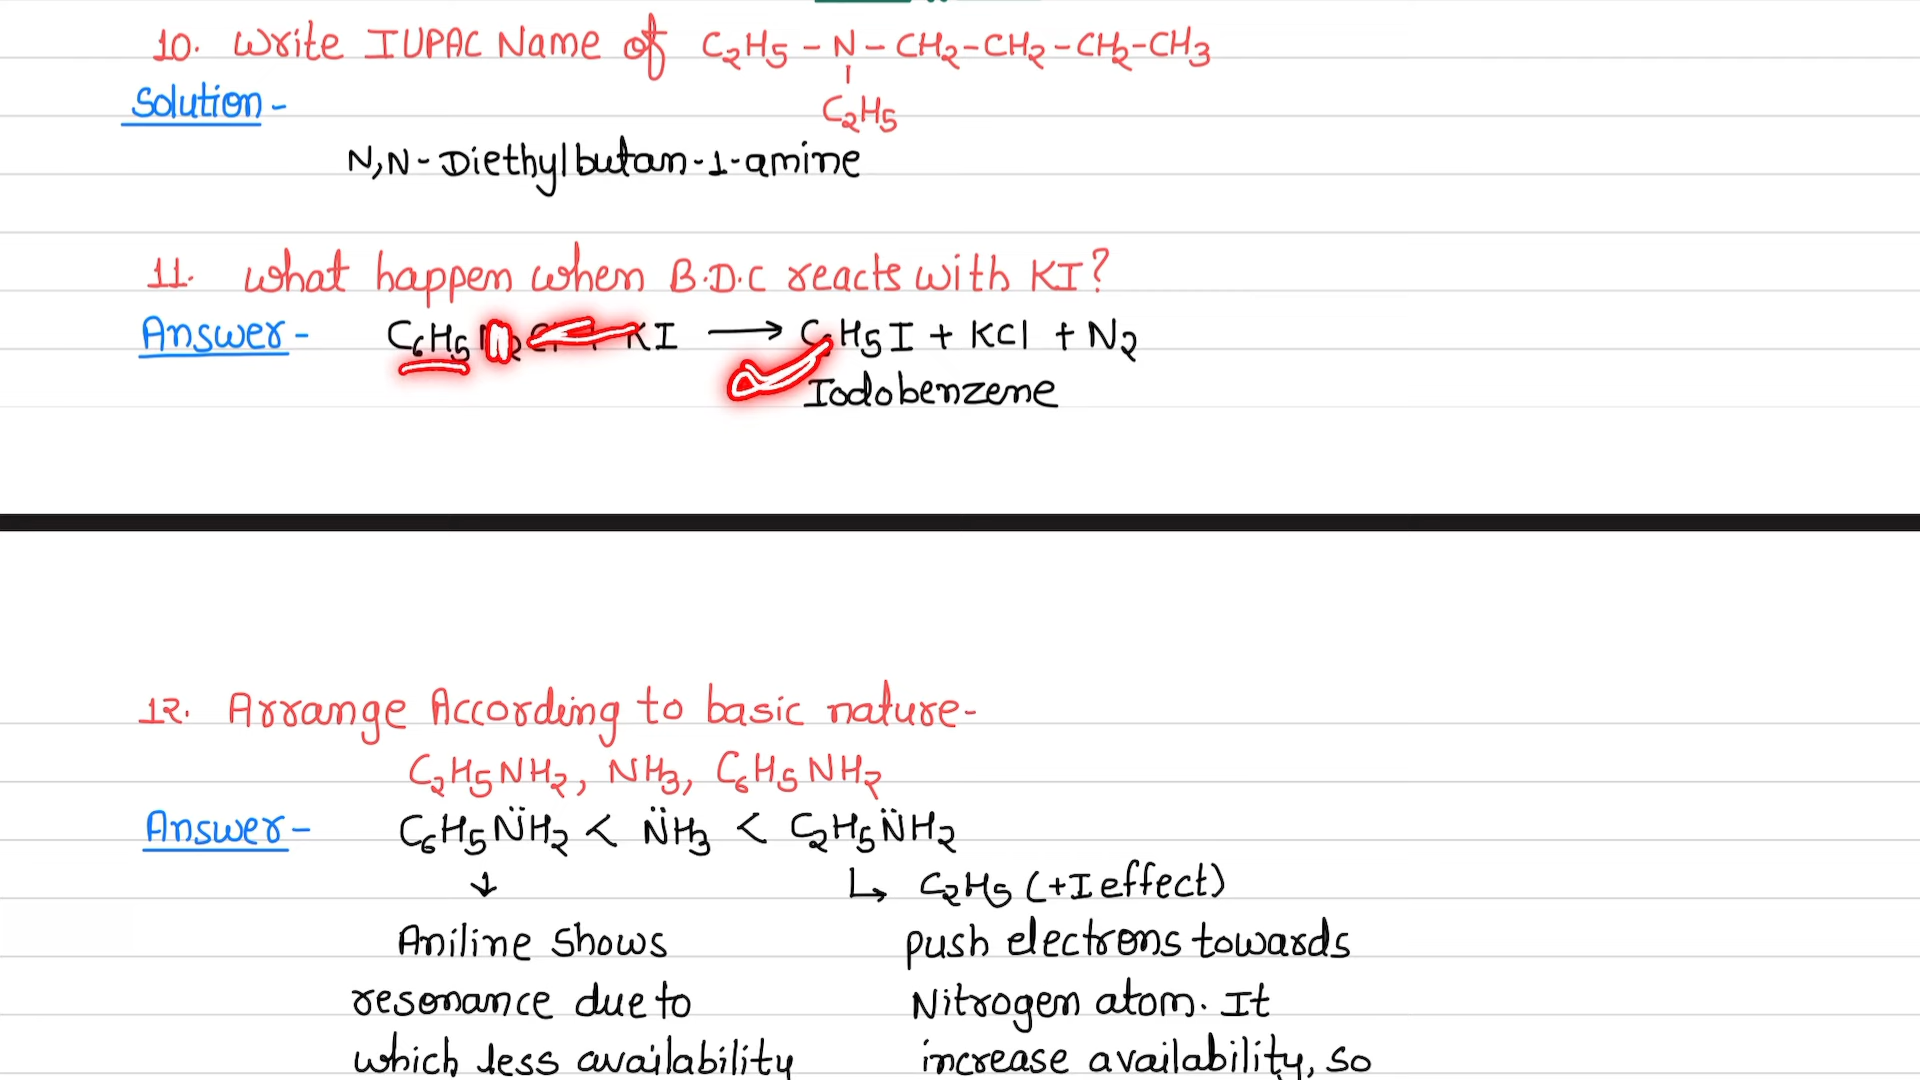 10. Write IUPAC Name of C2H5 - N - CH2 - CH2 - CH2 - CH3
C2H5
Solution -
N,N - Diethylbutan-1-amine
11. What happen when B.D.C reacts with KI?
Answer - C6H5 KI → C6H5I + KCl + N2
Iodobenzene
12. Arrange According to basic nature-
C2H5NH2, NH3, C6H5NH2
Answer - C6H5N̈H2 < N̈H3 < C2H5N̈H2
↓ ↳ C2H5 (+I effect)
Aniline Shows push electrons towards
resonance due to Nitrogen atom. It
which less availability increase availability, so